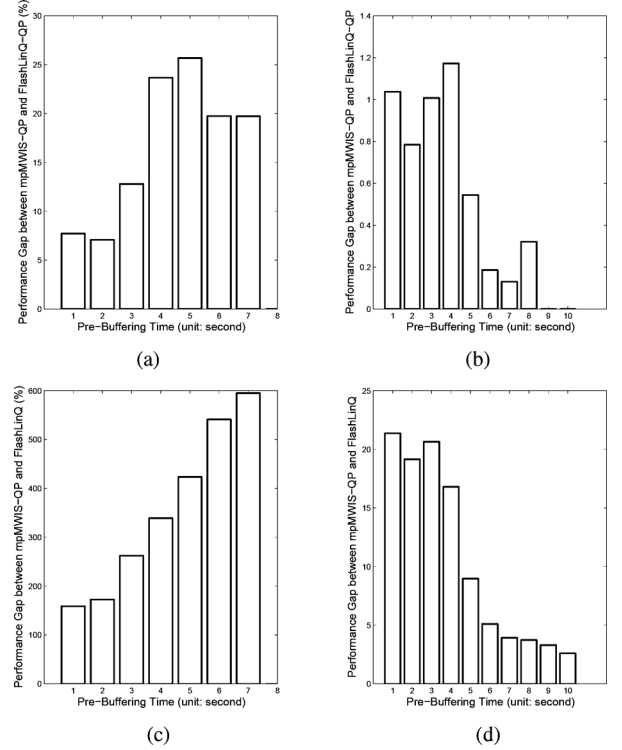 Performance Gap between mpMWIS-QP and FlashLinQ-QP (%)
30
25
20
15
10
5
0
1 2 3 4 5 6 7 8
Pre-Buffering Time (unit: second)
(a)
Performance Gap between mpMWIS-QP and FlashLinQ-QP
1.4
1.2
1
0.8
0.6
0.4
0.2
0
1 2 3 4 5 6 7 8 9 10
Pre-Buffering Time (unit: second)
(b)
Performance Gap between mpMWIS-QP and FlashLinQ (%)
600
500
400
300
200
100
0
1 2 3 4 5 6 7 8
Pre-Buffering Time (unit: second)
(c)
Performance Gap between mpMWIS-QP and FlashLinQ
25
20
15
10
5
0
1 2 3 4 5 6 7 8 9 10
Pre-Buffering Time (unit: second)
(d)